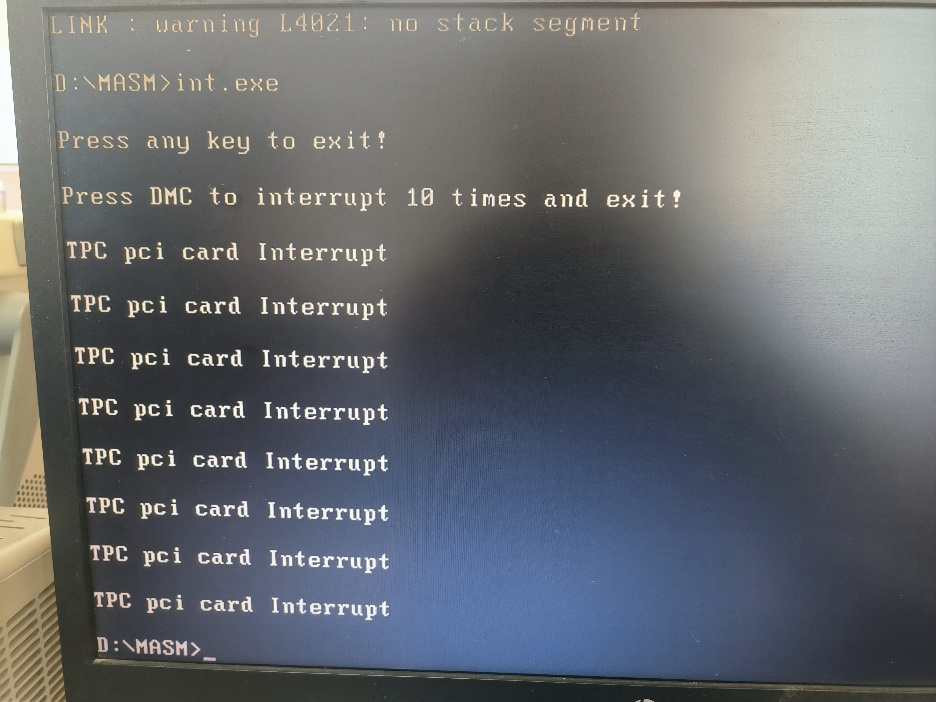 LINK : warning L4021: no stack segment
D:\MASM>int.exe
Press any key to exit!
Press DMC to interrupt 10 times and exit!
TPC pci card Interrupt
TPC pci card Interrupt
TPC pci card Interrupt
TPC pci card Interrupt
TPC pci card Interrupt
TPC pci card Interrupt
TPC pci card Interrupt
TPC pci card Interrupt
D:\MASM>_